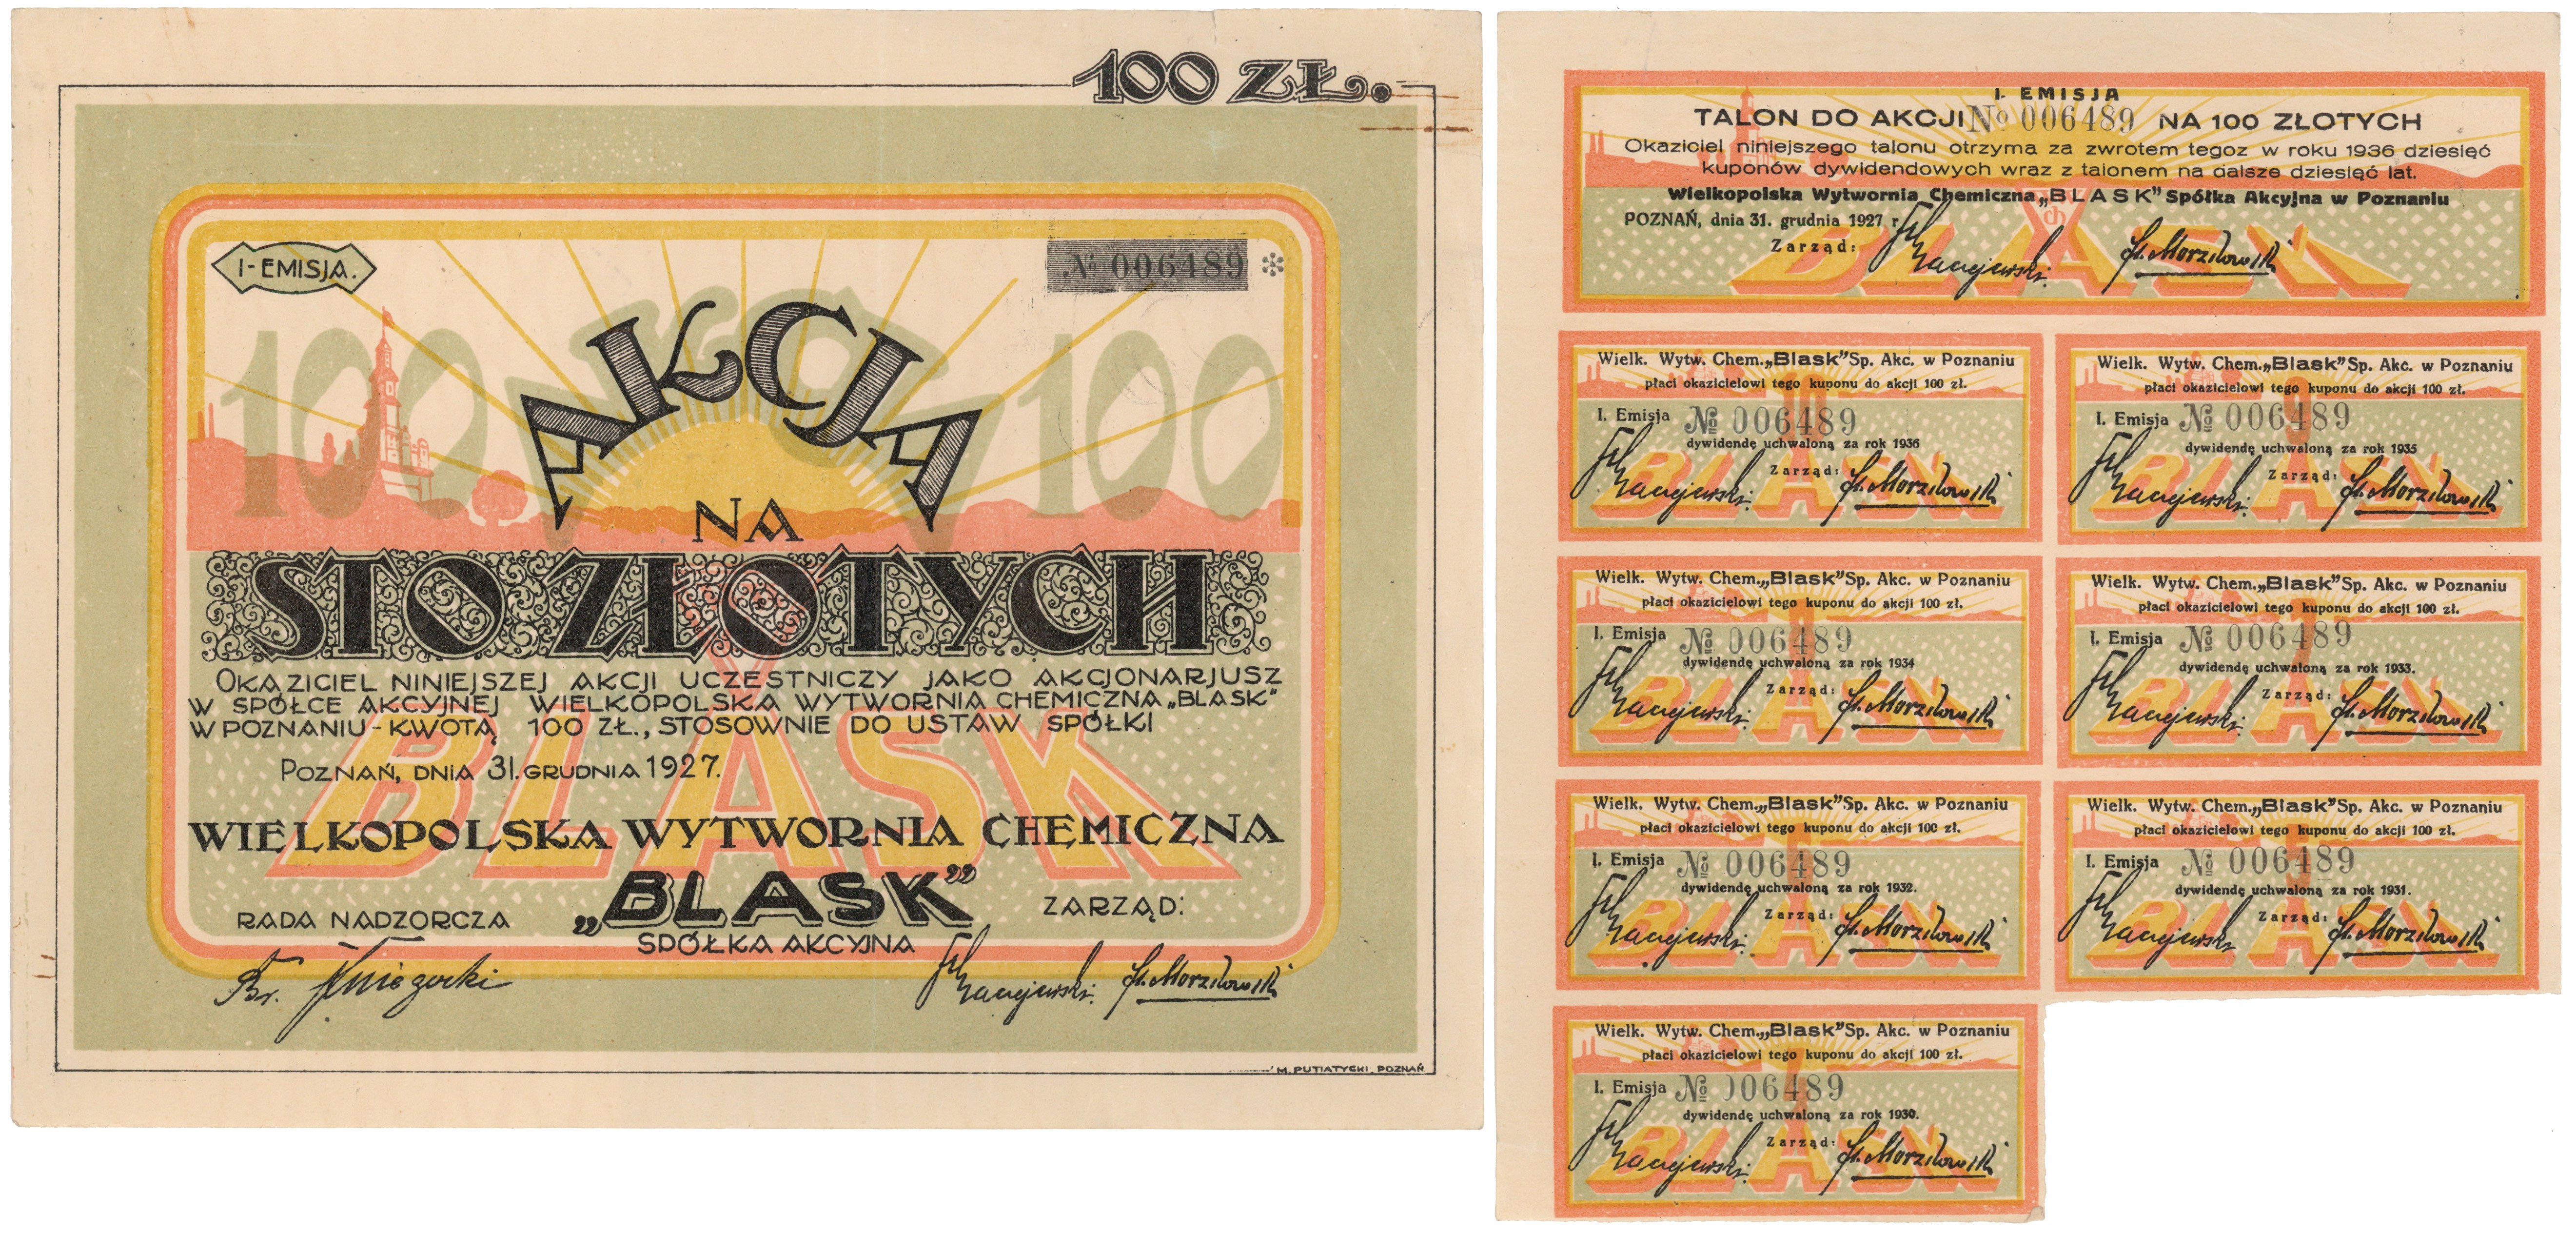 100 ZŁ.
I-EMISJA.
№ 006489
100 100
AKCJA
NA
STO ZŁOTYCH
OKAZICIEL NINIEJSZEJ AKCJI UCZESTNICZY JAKO AKCJONARJUSZ
W SPÓŁCE AKCYJNEJ WIELKOPOLSKA WYTWORNIA CHEMICZNA „BLASK”
W POZNANIU - KWOTĄ 100 ZŁ., STOSOWNIE DO USTAW SPÓŁKI
POZNAŃ, DNIA 31. GRUDNIA 1927.
BLASK
WIELKOPOLSKA WYTWORNIA CHEMICZNA
„BLASK”
SPÓŁKA AKCYJNA
RADA NADZORCZA
ZARZĄD:
M. PUTIATYCKI, POZNAŃ
I. EMISJA
TALON DO AKCJI № 006489 NA 100 ZŁOTYCH
Okaziciel niniejszego talonu otrzyma za zwrotem tegoz w roku 1936 dziesięć
kuponów dywidendowych wraz z talonem na dalsze dziesięć lat.
Wielkopolska Wytwornia Chemiczna „BLASK” Spółka Akcyjna w Poznaniu
POZNAŃ, dnia 31. grudnia 1927 r.
Zarząd:
BLASK
Wielk. Wytw. Chem. „Blask” Sp. Akc. w Poznaniu
płaci okazicielowi tego kuponu do akcji 100 zł.
I. Emisja № 006489
dywidendę uchwaloną za rok 1936
Zarząd:
BLASK
Wielk. Wytw. Chem. „Blask” Sp. Akc. w Poznaniu
płaci okazicielowi tego kuponu do akcji 100 zł.
I. Emisja № 006489
dywidendę uchwaloną za rok 1935
Zarząd:
BLASK
Wielk. Wytw. Chem. „Blask” Sp. Akc. w Poznaniu
płaci okazicielowi tego kuponu do akcji 100 zł.
I. Emisja № 006489
dywidendę uchwaloną za rok 1934
Zarząd:
BLASK
Wielk. Wytw. Chem. „Blask” Sp. Akc. w Poznaniu
płaci okazicielowi tego kuponu do akcji 100 zł.
I. Emisja № 006489
dywidendę uchwaloną za rok 1933.
Zarząd:
BLASK
Wielk. Wytw. Chem. „Blask” Sp. Akc. w Poznaniu
płaci okazicielowi tego kuponu do akcji 100 zł.
I. Emisja № 006489
dywidendę uchwaloną za rok 1932.
Zarząd:
BLASK
Wielk. Wytw. Chem. „Blask” Sp. Akc. w Poznaniu
płaci okazicielowi tego kuponu do akcji 100 zł.
I. Emisja № 006489
dywidendę uchwaloną za rok 1931.
Zarząd:
BLASK
Wielk. Wytw. Chem. „Blask” Sp. Akc. w Poznaniu
płaci okazicielowi tego kuponu do akcji 100 zł.
I. Emisja № 006489
dywidendę uchwaloną za rok 1930.
Zarząd:
BLASK